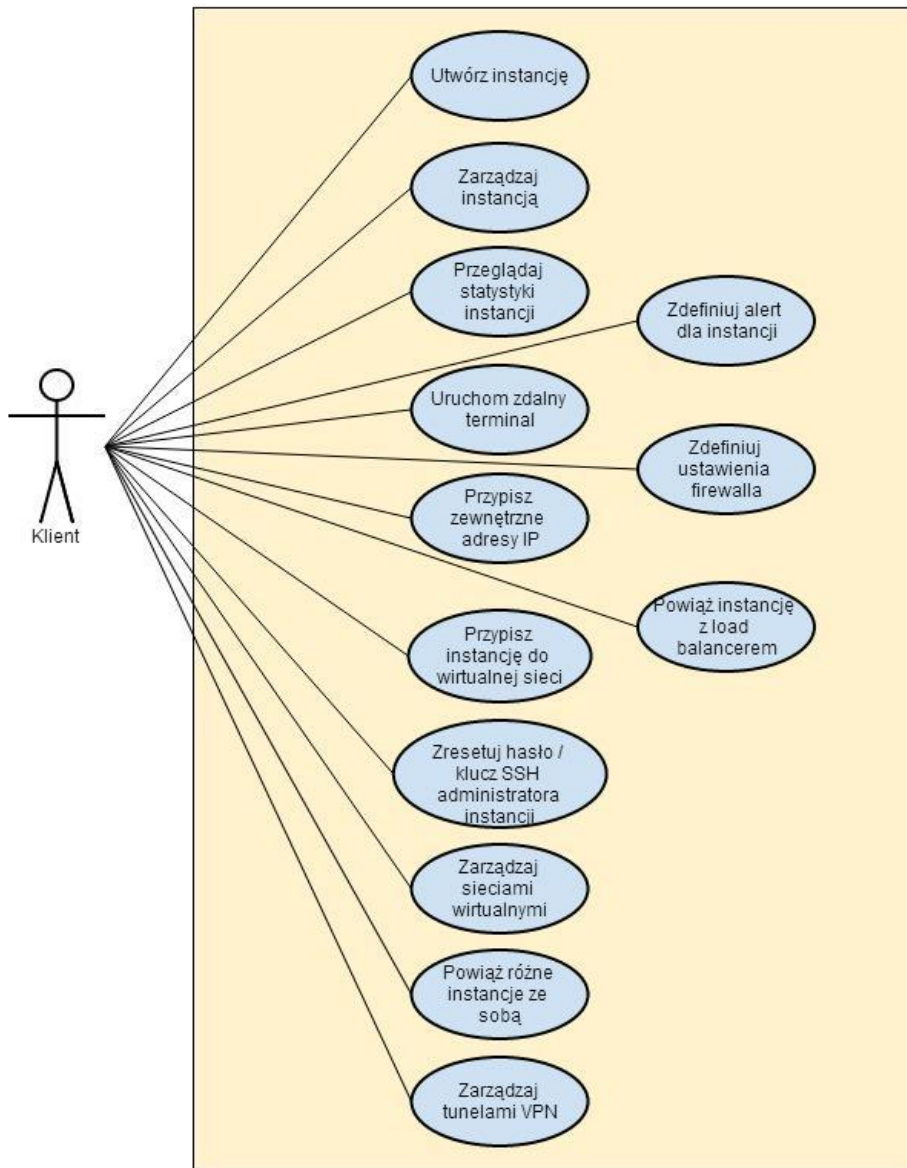 Utwórz instancję
Zarządzaj
instancją
Przeglądaj
statystyki
instancji
Zdefiniuj alert
dla instancji
Uruchom zdalny
terminal
Zdefiniuj
ustawienia
firewalla
Przypisz
zewnętrzne
adresy IP
Klient
Powiąż instancję
z load
balancerem
Przypisz
instancję do
wirtualnej sieci
Zresetuj hasło /
klucz SSH
administratora
instancji
Zarządzaj
sieciami
wirtualnymi
Powiąż różne
instancje ze
sobą
Zarządzaj
tunelami VPN